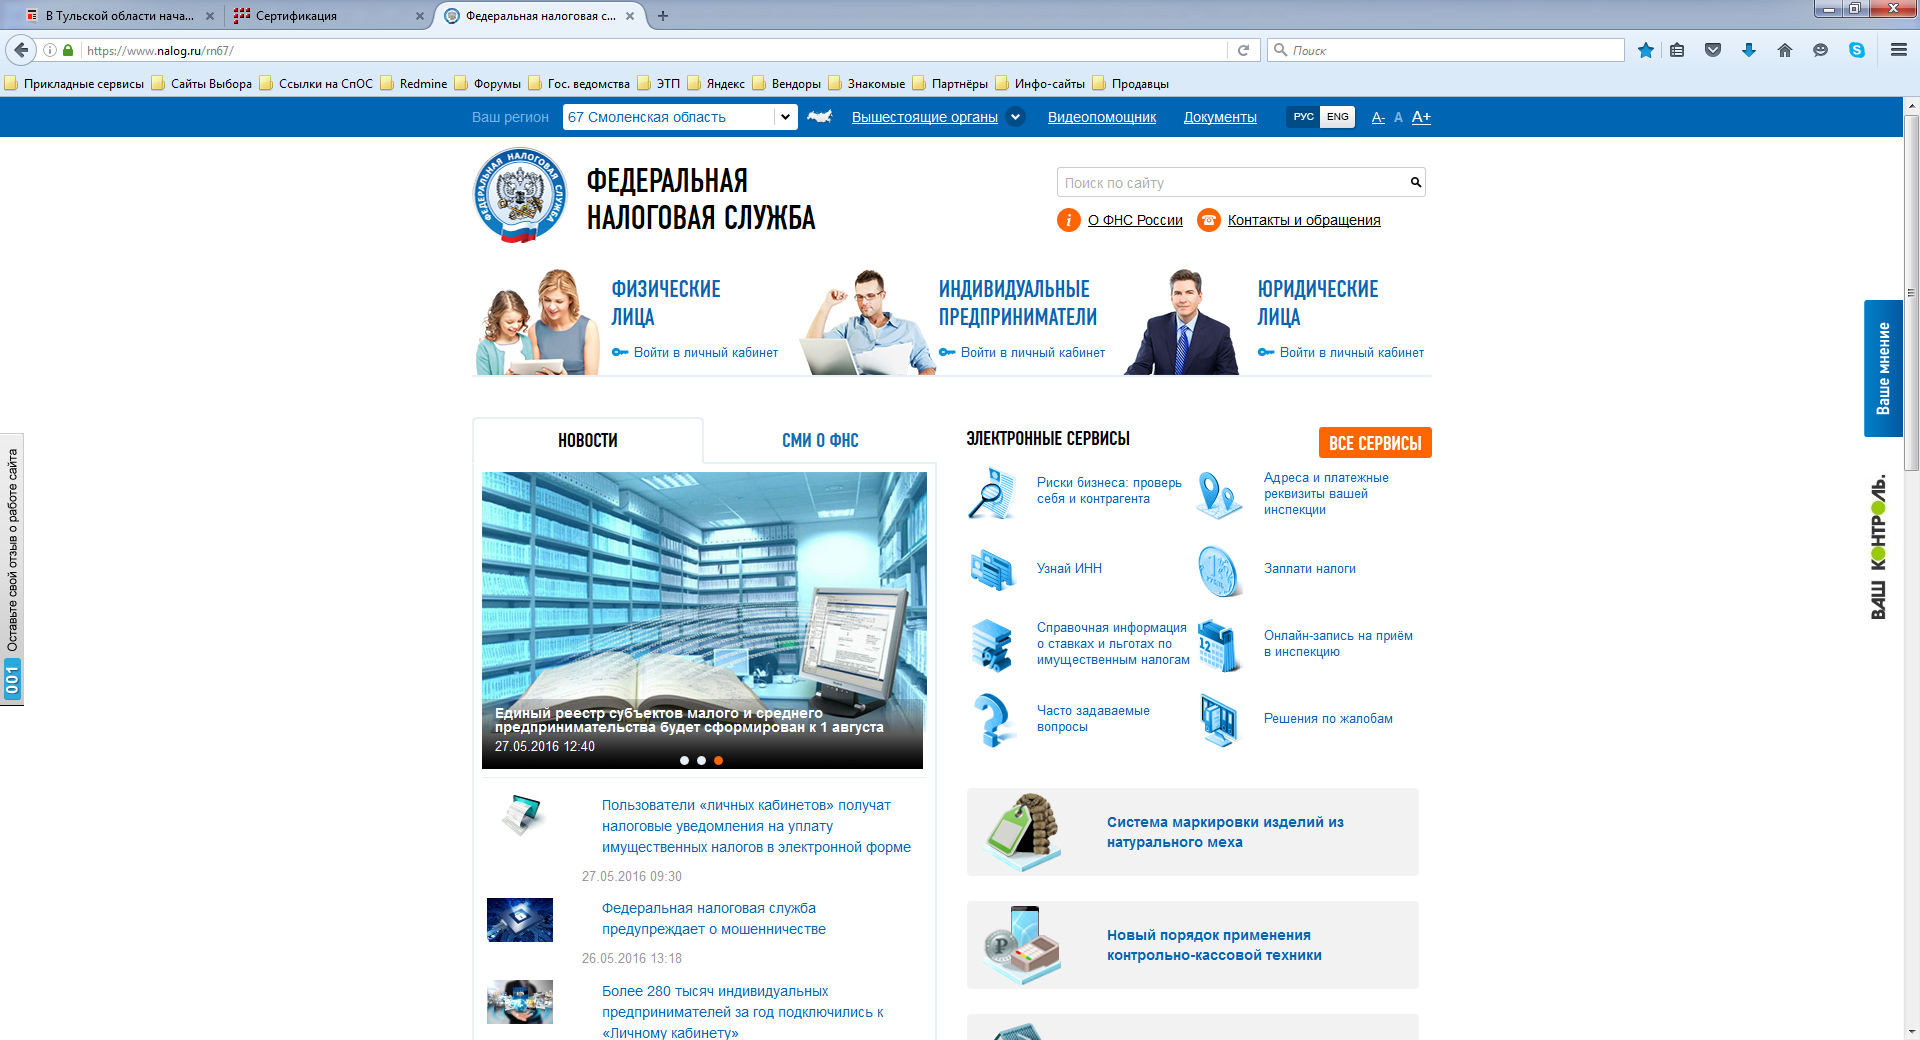 В Тульской области нача...
Сертификация
Федеральная налоговая с...
https://www.nalog.ru/rn67/
Поиск
Прикладные сервисы
Сайты Выбора
Ссылки на СпОС
Redmine
Форумы
Гос. ведомства
ЭТП
Яндекс
Вендоры
Знакомые
Партнёры
Инфо-сайты
Продавцы
Ваш регион
67 Смоленская область
Вышестоящие органы
Видеопомощник
Документы
РУС
ENG
A-
A
A+
ФЕДЕРАЛЬНАЯ НАЛОГОВАЯ СЛУЖБА
ФЕДЕРАЛЬНАЯ
НАЛОГОВАЯ СЛУЖБА
Поиск по сайту
О ФНС России
Контакты и обращения
ФИЗИЧЕСКИЕ
ЛИЦА
Войти в личный кабинет
ИНДИВИДУАЛЬНЫЕ
ПРЕДПРИНИМАТЕЛИ
Войти в личный кабинет
ЮРИДИЧЕСКИЕ
ЛИЦА
Войти в личный кабинет
Ваше мнение
ВАШ КОНТРОЛЬ.
Оставьте свой отзыв о работе сайта
001
НОВОСТИ
СМИ О ФНС
Единый реестр субъектов малого и среднего
предпринимательства будет сформирован к 1 августа
27.05.2016 12:40
Пользователи «личных кабинетов» получат
налоговые уведомления на уплату
имущественных налогов в электронной форме
27.05.2016 09:30
Федеральная налоговая служба
предупреждает о мошенничестве
26.05.2016 13:18
Более 280 тысяч индивидуальных
предпринимателей за год подключились к
«Личному кабинету»
ЭЛЕКТРОННЫЕ СЕРВИСЫ
ВСЕ СЕРВИСЫ
Риски бизнеса: проверь
себя и контрагента
Адреса и платежные
реквизиты вашей
инспекции
Узнай ИНН
Заплати налоги
Справочная информация
о ставках и льготах по
имущественным налогам
12
Онлайн-запись на приём
в инспекцию
Часто задаваемые
вопросы
Решения по жалобам
Система маркировки изделий из
натурального меха
Новый порядок применения
контрольно-кассовой техники